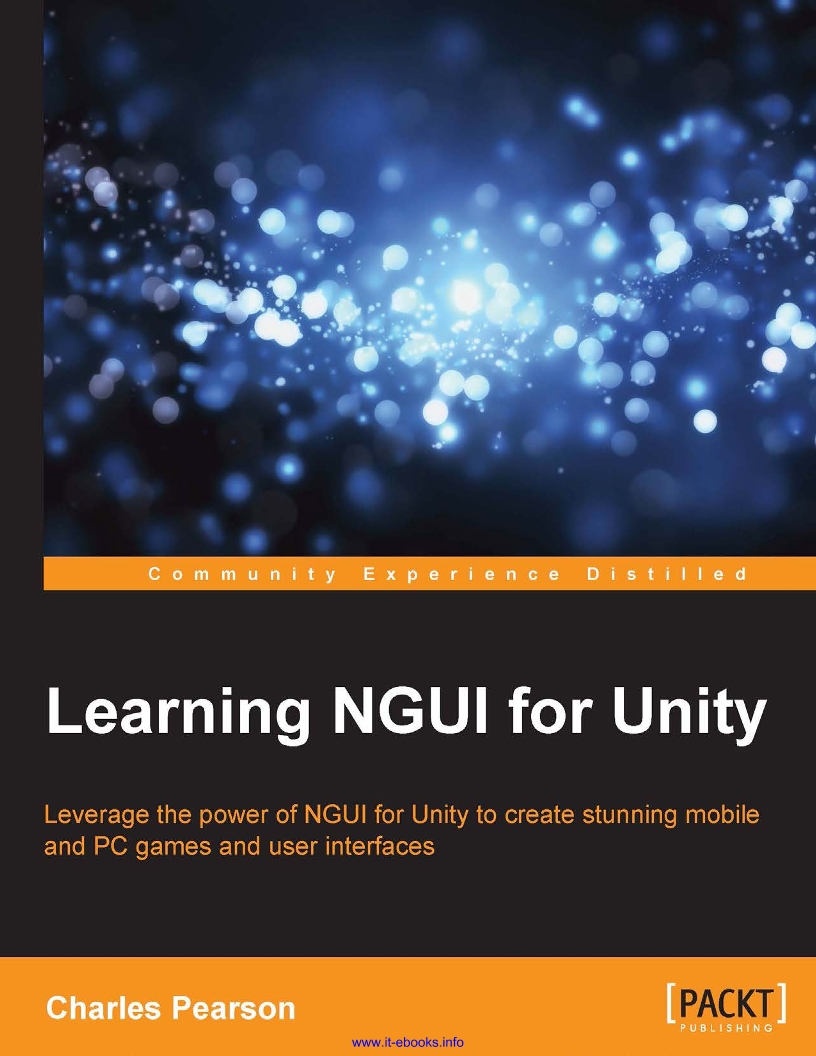 Community Experience Distilled
Learning NGUI for Unity
Leverage the power of NGUI for Unity to create stunning mobile
and PC games and user interfaces
Charles Pearson
[PACKT]
PUBLISHING
www.it-ebooks.info